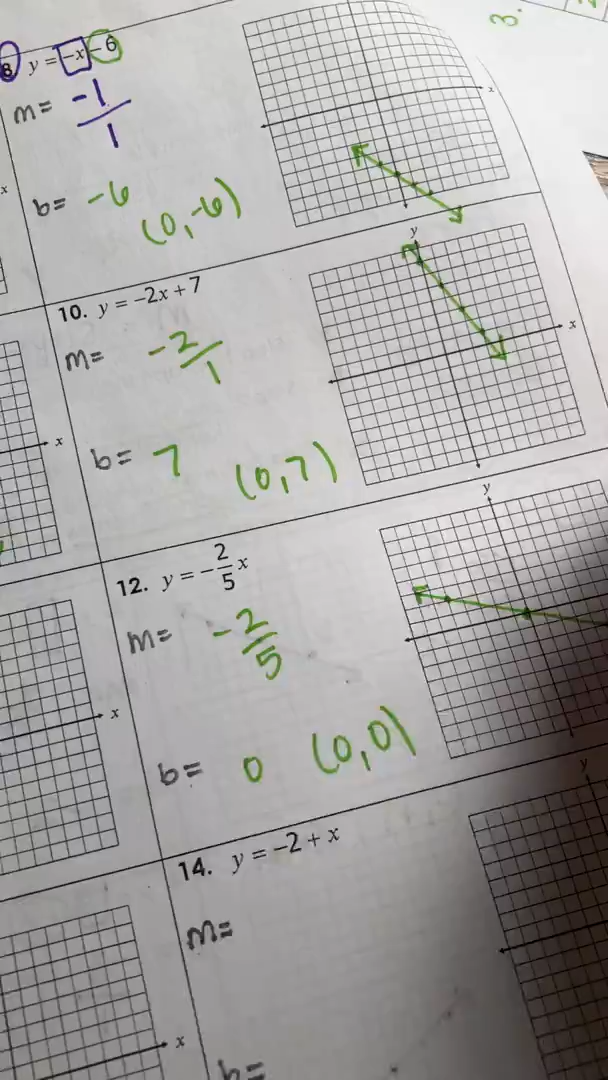 3.
8. y = -x - 6
x
m= -1/1
x
b= -6 (0,-6)
y
10. y = -2x + 7
x
m= -2/1
x
b= 7 (0,7)
y
12. y = -2/5 x
m= -2/5
x
b= 0 (0,0)
y
14. y = -2 + x
m=
x
b=